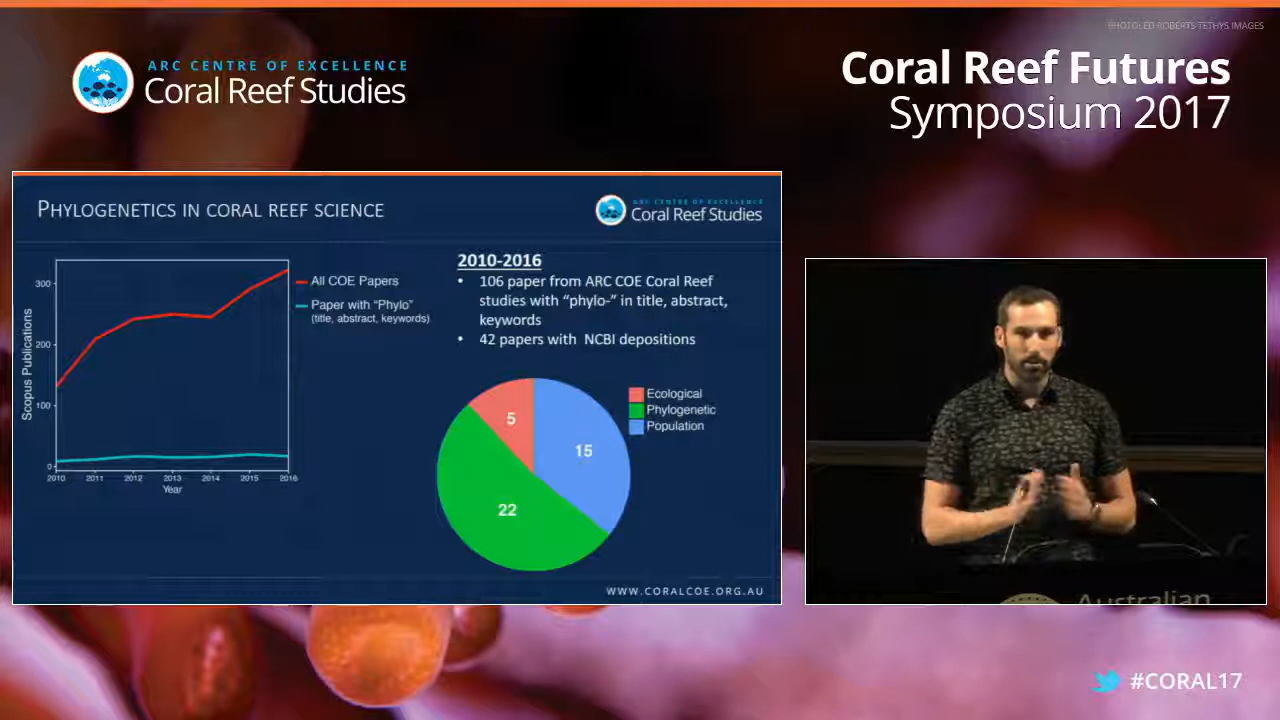 PHOTO: ED ROBERTS TETHYS IMAGES
ARC CENTRE OF EXCELLENCE
Coral Reef Studies
Coral Reef Futures
Symposium 2017
PHYLOGENETICS IN CORAL REEF SCIENCE
ARC CENTRE OF EXCELLENCE
Coral Reef Studies
Scopus Publications
300
200
100
0
2010 2011 2012 2013 2014 2015 2016
Year
All COE Papers
Paper with “Phylo”
(title, abstract, keywords)
2010-2016
• 106 paper from ARC COE Coral Reef
studies with “phylo-” in title, abstract,
keywords
• 42 papers with NCBI depositions
5
15
22
Ecological
Phylogenetic
Population
WWW.CORALCOE.ORG.AU
Australian
#CORAL17